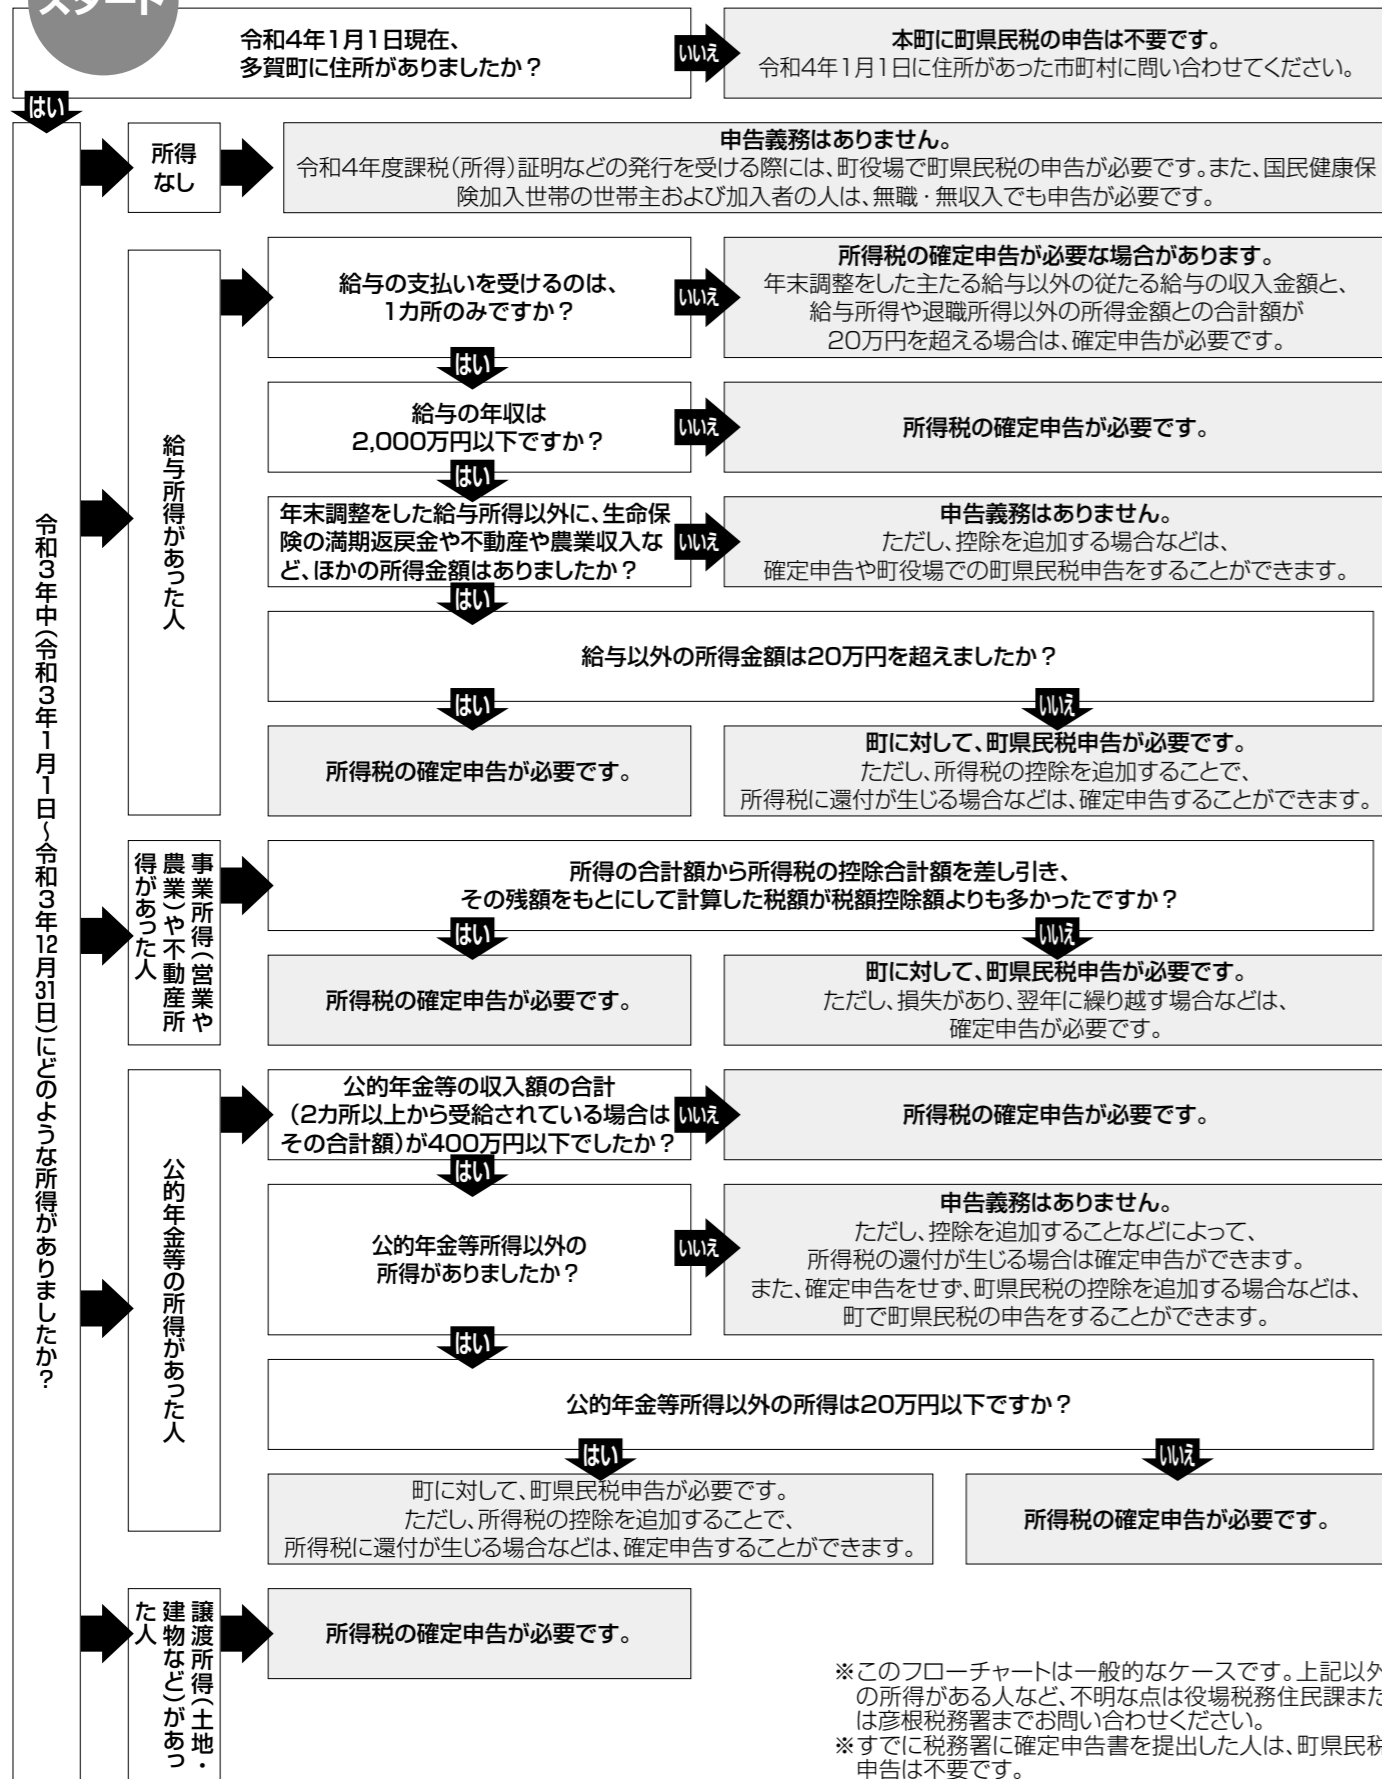 スタート
令和4年1月1日現在、
多賀町に住所がありましたか？
いいえ
本町に町県民税の申告は不要です。
令和4年1月1日に住所があった市町村に問い合わせてください。
はい
令和3年中（令和3年1月1日〜令和3年12月31日）にどのような所得がありましたか？
所得
なし
申告義務はありません。
令和4年度課税（所得）証明などの発行を受ける際には、町役場で町県民税の申告が必要です。また、国民健康保
険加入世帯の世帯主および加入者の人は、無職・無収入でも申告が必要です。
給与所得があった人
給与の支払いを受けるのは、
1カ所のみですか？
いいえ
所得税の確定申告が必要な場合があります。
年末調整をした主たる給与以外の従たる給与の収入金額と、
給与所得や退職所得以外の所得金額との合計額が
20万円を超える場合は、確定申告が必要です。
はい
給与の年収は
2,000万円以下ですか？
いいえ
所得税の確定申告が必要です。
はい
年末調整をした給与所得以外に、生命保
険の満期返戻金や不動産や農業収入な
ど、ほかの所得金額はありましたか？
いいえ
申告義務はありません。
ただし、控除を追加する場合などは、
確定申告や町役場での町県民税申告をすることができます。
はい
給与以外の所得金額は20万円を超えましたか？
はい
いいえ
所得税の確定申告が必要です。
町に対して、町県民税申告が必要です。
ただし、所得税の控除を追加することで、
所得税に還付が生じる場合などは、確定申告することができます。
事業所得（営業や
農業）や不動産所
得があった人
所得の合計額から所得税の控除合計額を差し引き、
その残額をもとにして計算した税額が税額控除額よりも多かったですか？
はい
いいえ
所得税の確定申告が必要です。
町に対して、町県民税申告が必要です。
ただし、損失があり、翌年に繰り越す場合などは、
確定申告が必要です。
公的年金等の所得があった人
公的年金等の収入額の合計
（2カ所以上から受給されている場合は
その合計額）が400万円以下でしたか？
いいえ
所得税の確定申告が必要です。
はい
公的年金等所得以外の
所得がありましたか？
いいえ
申告義務はありません。
ただし、控除を追加することなどによって、
所得税の還付が生じる場合は確定申告ができます。
また、確定申告をせず、町県民税の控除を追加する場合などは、
町で町県民税の申告をすることができます。
はい
公的年金等所得以外の所得は20万円以下ですか？
はい
いいえ
町に対して、町県民税申告が必要です。
ただし、所得税の控除を追加することで、
所得税に還付が生じる場合などは、確定申告することができます。
所得税の確定申告が必要です。
譲渡所得（土地・
建物など）があっ
た人
所得税の確定申告が必要です。
※このフローチャートは一般的なケースです。上記以外
の所得がある人など、不明な点は役場税務住民課また
は彦根税務署までお問い合わせください。
※すでに税務署に確定申告書を提出した人は、町県民税
申告は不要です。